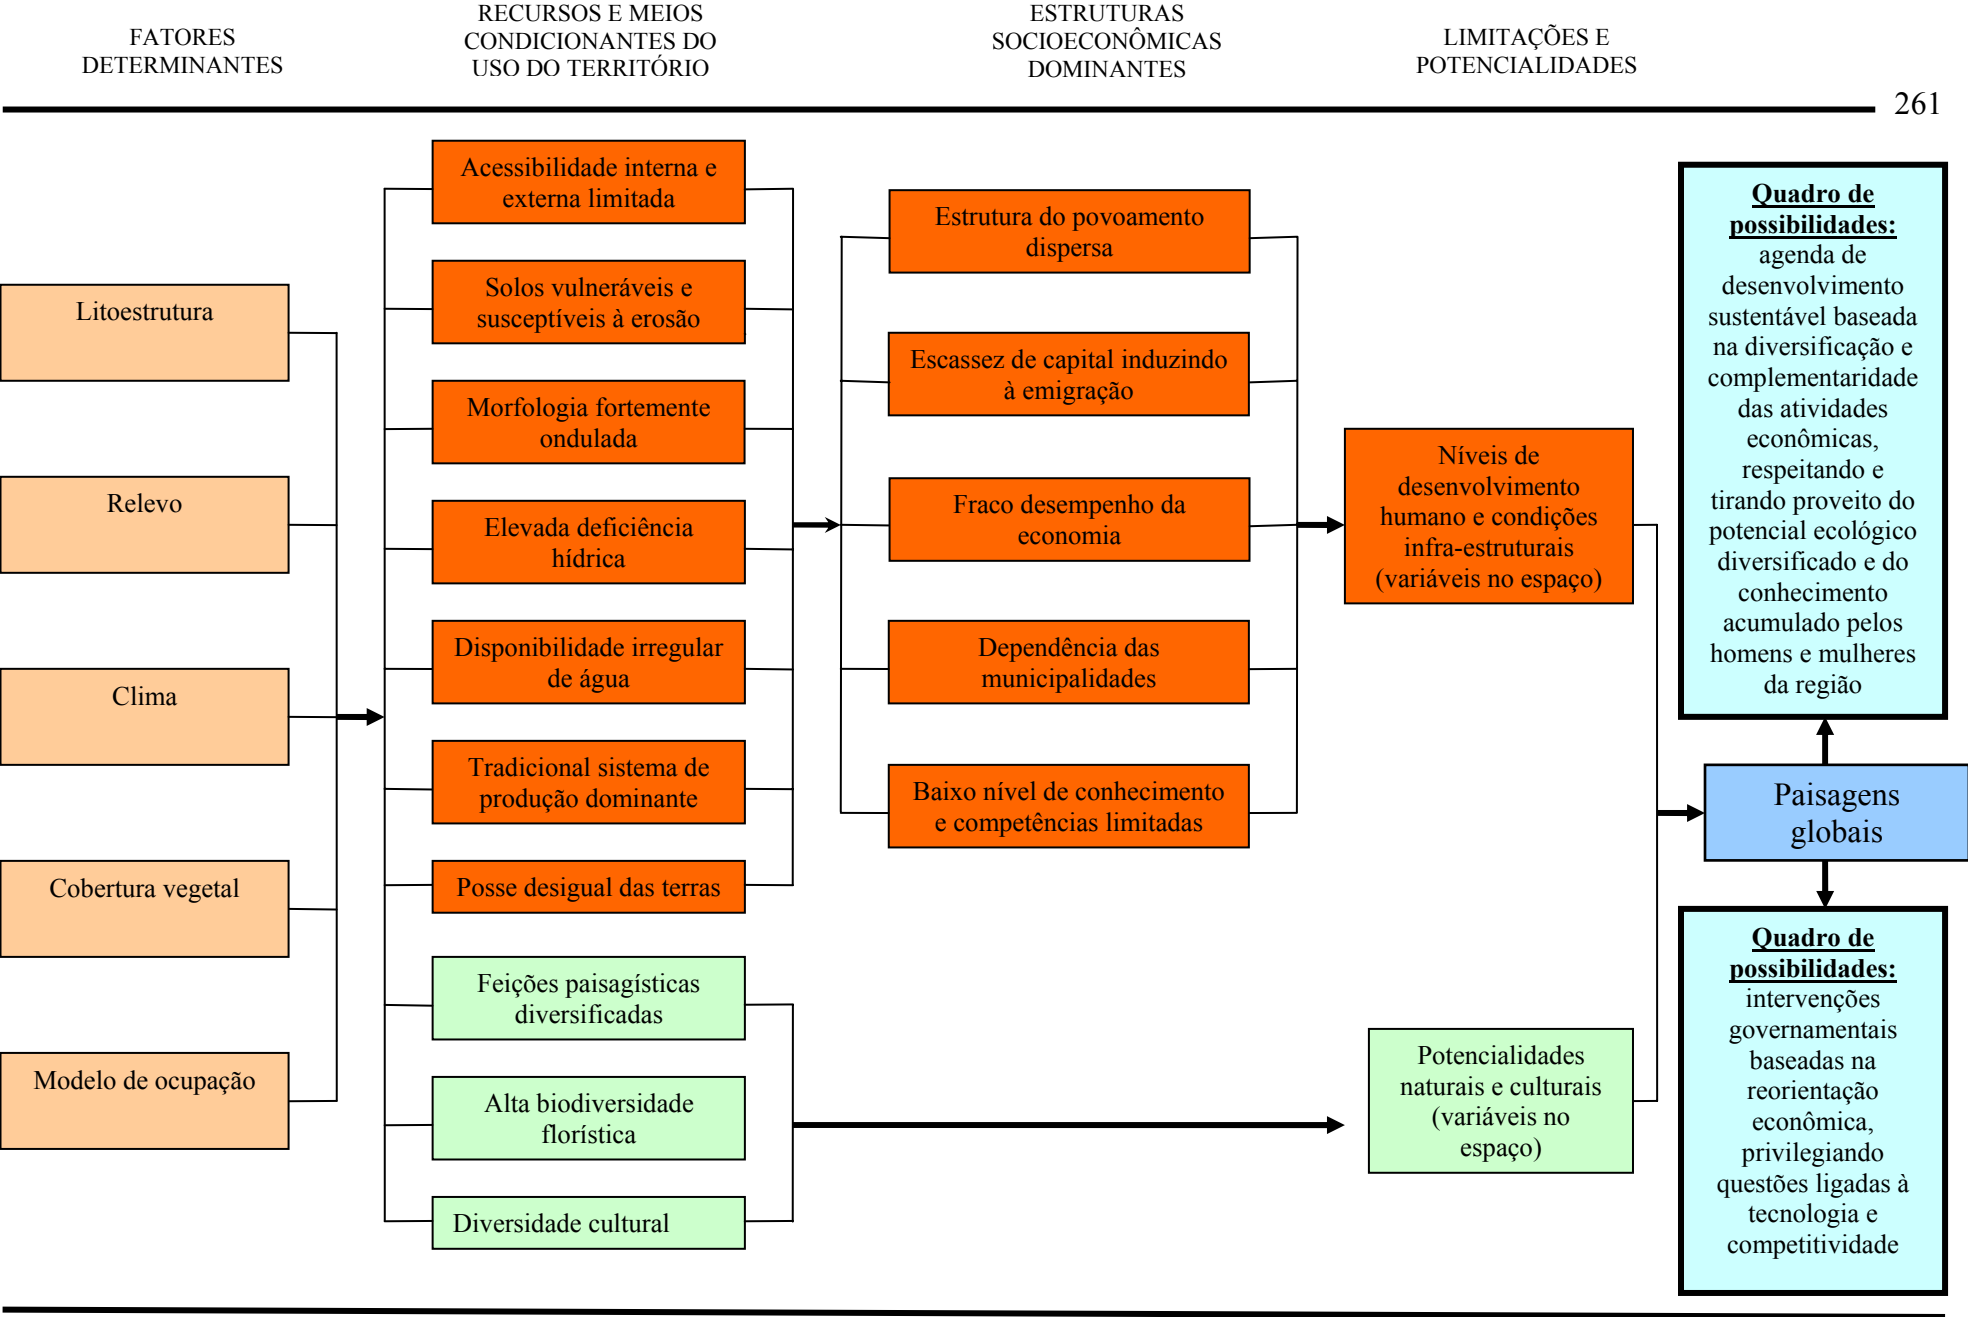 FATORES
DETERMINANTES
RECURSOS E MEIOS
CONDICIONANTES DO
USO DO TERRITÓRIO
ESTRUTURAS
SOCIOECONÔMICAS
DOMINANTES
LIMITAÇÕES E
POTENCIALIDADES
261
Litoestrutura
Relevo
Clima
Cobertura vegetal
Modelo de ocupação
Acessibilidade interna e
externa limitada
Solos vulneráveis e
susceptíveis à erosão
Morfologia fortemente
ondulada
Elevada deficiência
hídrica
Disponibilidade irregular
de água
Tradicional sistema de
produção dominante
Posse desigual das terras
Feições paisagísticas
diversificadas
Alta biodiversidade
florística
Diversidade cultural
Estrutura do povoamento
dispersa
Escassez de capital induzindo
à emigração
Fraco desempenho da
economia
Dependência das
municipalidades
Baixo nível de conhecimento
e competências limitadas
Níveis de
desenvolvimento
humano e condições
infra-estruturais
(variáveis no espaço)
Potencialidades
naturais e culturais
(variáveis no
espaço)
Quadro de
possibilidades:
agenda de
desenvolvimento
sustentável baseada
na diversificação e
complementaridade
das atividades
econômicas,
respeitando e
tirando proveito do
potencial ecológico
diversificado e do
conhecimento
acumulado pelos
homens e mulheres
da região
Paisagens
globais
Quadro de
possibilidades:
intervenções
governamentais
baseadas na
reorientação
econômica,
privilegiando
questões ligadas à
tecnologia e
competitividade